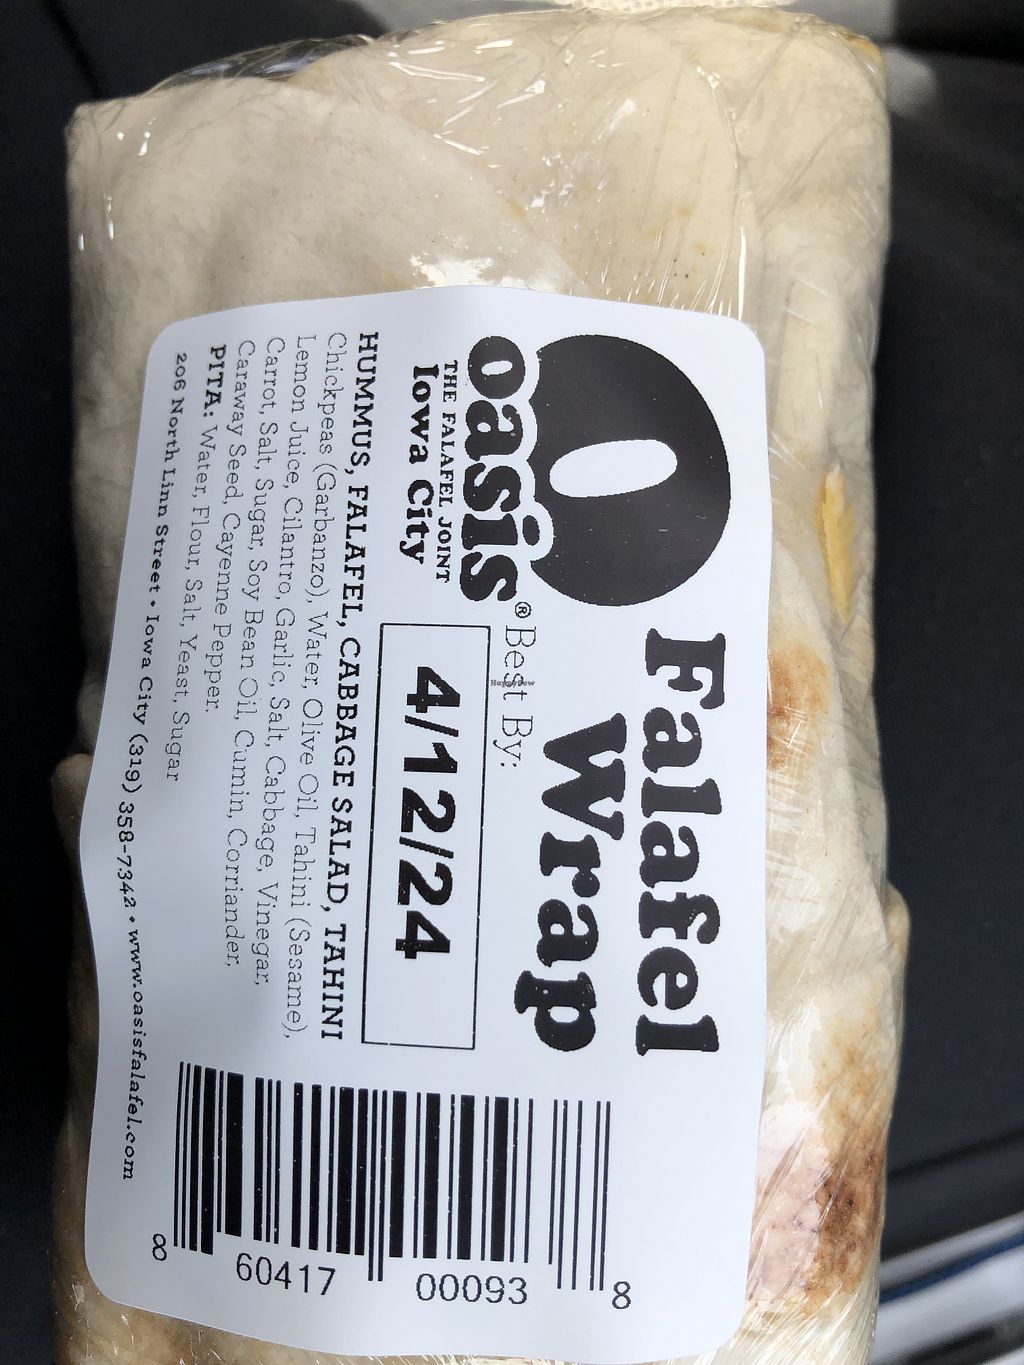 Falafel
Wrap
oasis®
THE FALAFEL JOINT
Iowa City
Best By:
4/12/24
HUMMUS, FALAFEL, CABBAGE SALAD, TAHINI
Chickpeas (Garbanzo), Water, Olive Oil, Tahini (Sesame),
Lemon Juice, Cilantro, Garlic, Salt, Cabbage, Vinegar,
Carrot, Salt, Sugar, Soy Bean Oil, Cumin, Corriander,
Caraway Seed, Cayenne Pepper.
PITA: Water, Flour, Salt, Yeast, Sugar
206 North Linn Street • Iowa City (319) 358-7342 • www.oasisfalafel.com
8 60417 00093 8
HappyCow